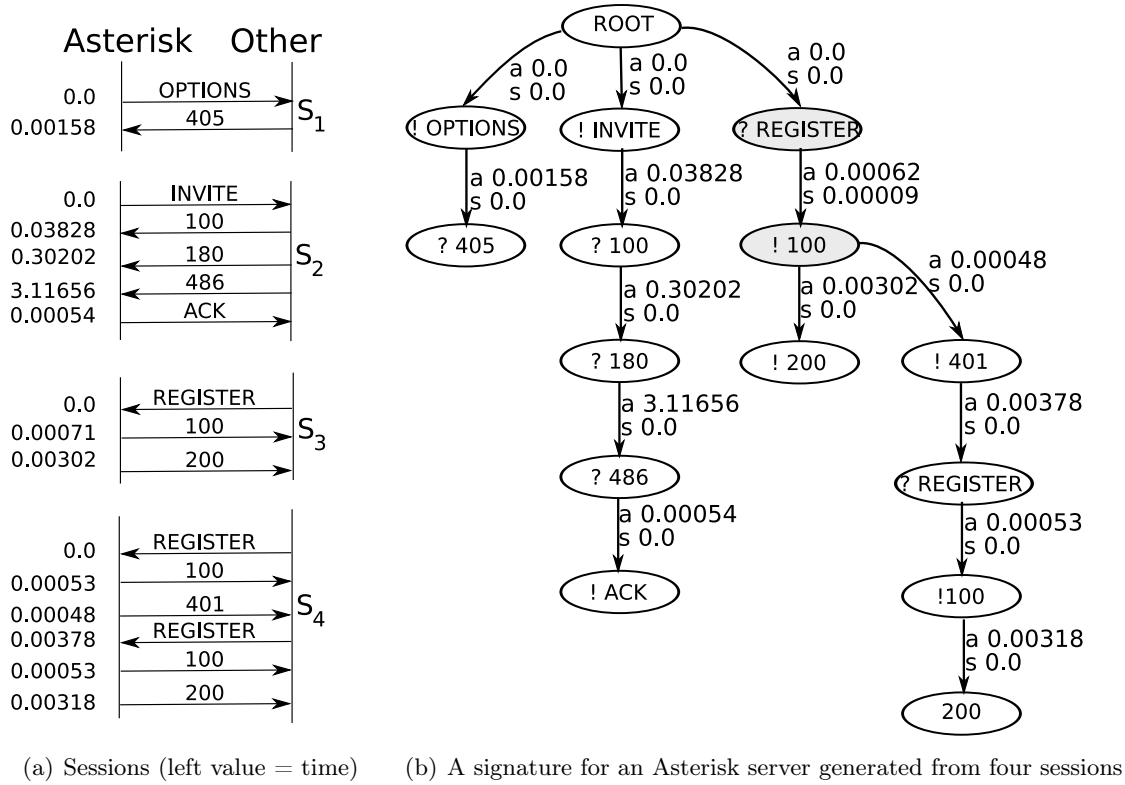 Asterisk Other
0.0
OPTIONS
0.00158
405
S1
0.0
INVITE
0.03828
100
0.30202
180
S2
3.11656
486
0.00054
ACK
0.0
REGISTER
0.00071
100
S3
0.00302
200
0.0
REGISTER
0.00053
100
0.00048
401
S4
0.00378
REGISTER
0.00053
100
0.00318
200
(a) Sessions (left value = time)
ROOT
a 0.0
s 0.0
a 0.0
s 0.0
a 0.0
s 0.0
! OPTIONS
! INVITE
? REGISTER
a 0.00158
s 0.0
a 0.03828
s 0.0
a 0.00062
s 0.00009
? 405
? 100
! 100
a 0.30202
s 0.0
a 0.00302
s 0.0
a 0.00048
s 0.0
? 180
! 200
! 401
a 3.11656
s 0.0
a 0.00378
s 0.0
? 486
? REGISTER
a 0.00054
s 0.0
a 0.00053
s 0.0
! ACK
!100
a 0.00318
s 0.0
200
(b) A signature for an Asterisk server generated from four sessions